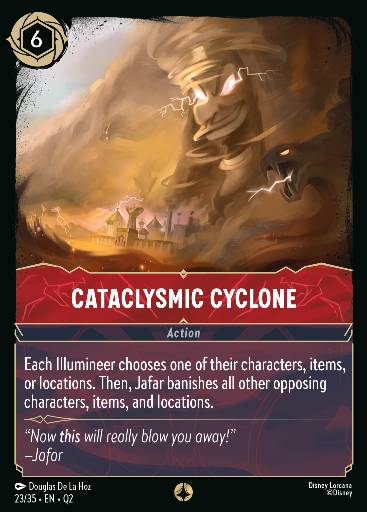 6
CATACLYSMIC CYCLONE
Action
Each Illumineer chooses one of their characters, items,
or locations. Then, Jafar banishes all other opposing
characters, items, and locations.
“Now this will really blow you away!”
–Jafar
Douglas De La Hoz
Disney Lorcana
23/35 • EN • Q2
©Disney